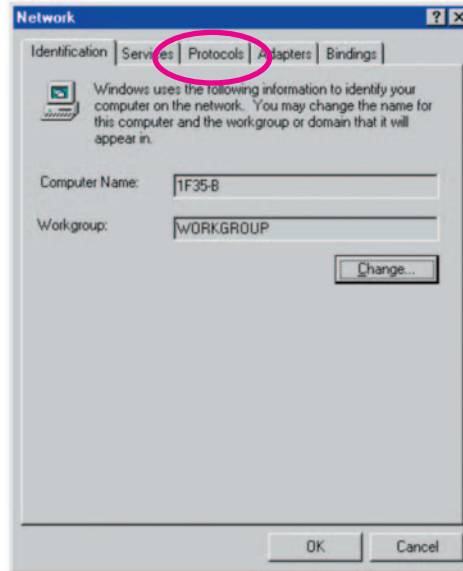 Network
Identification Services Protocols Adapters Bindings
Windows uses the following information to identify your
computer on the network. You may change the name for
this computer and the workgroup or domain that it will
appear in.
Computer Name: 1F35-B
Workgroup: WORKGROUP
Change...
OK Cancel